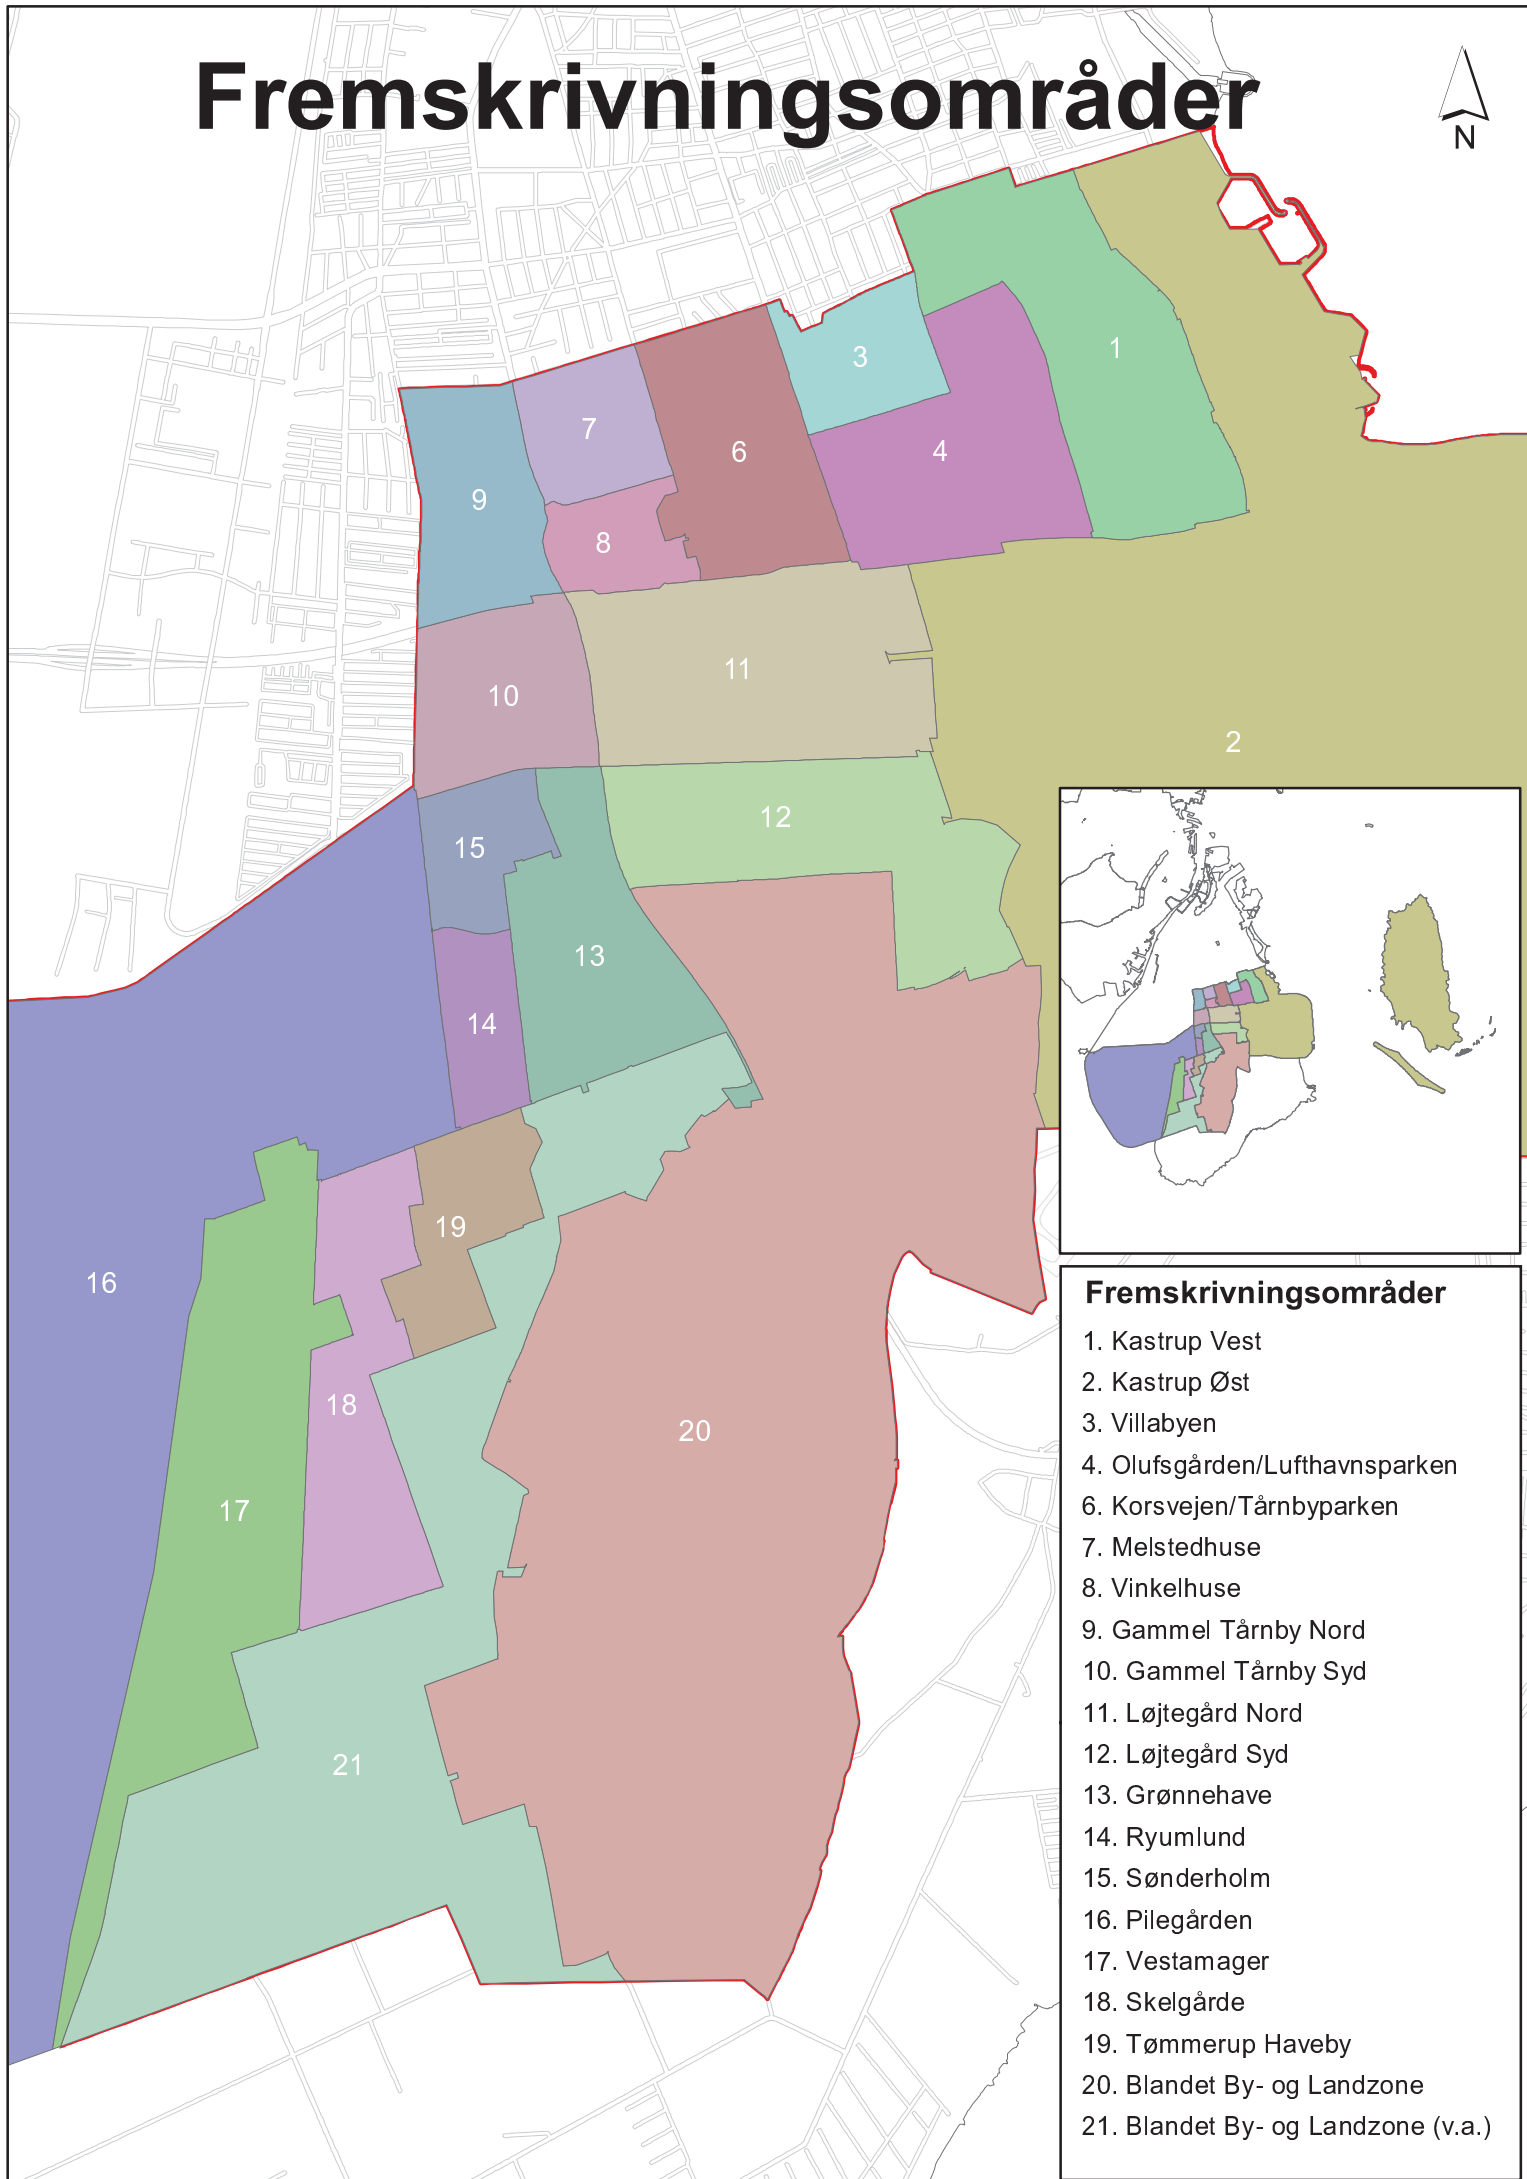 Fremskrivningsområder
N
1
3
7
6
4
9
8
11
10
2
12
15
13
14
19
16
18
20
17
21
Fremskrivningsområder
1. Kastrup Vest
2. Kastrup Øst
3. Villabyen
4. Olufsgården/Lufthavnsparken
6. Korsvejen/Tårnbyparken
7. Melstedhuse
8. Vinkelhuse
9. Gammel Tårnby Nord
10. Gammel Tårnby Syd
11. Løjtegård Nord
12. Løjtegård Syd
13. Grønnehave
14. Ryumlund
15. Sønderholm
16. Pilegården
17. Vestamager
18. Skelgårde
19. Tømmerup Haveby
20. Blandet By- og Landzone
21. Blandet By- og Landzone (v.a.)